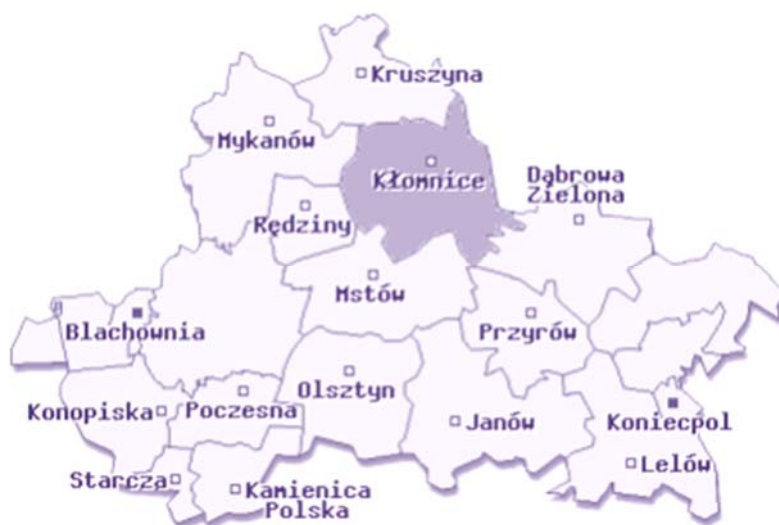 Kruszyna
Mykanów
Kłomnice
Dąbrowa
Zielona
Rędziny
Mstów
Blachownia
Przyrów
Olsztyn
Konopiska
Poczesna
Janów
Koniecpol
Lelów
Starcza
Kamienica
Polska